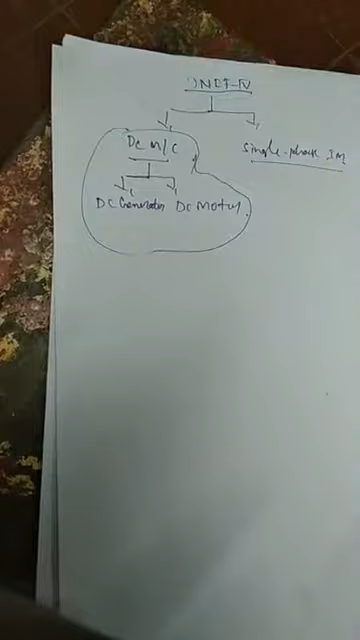 UNIT-IV
DC M/C
Single-phase IM
DC Generator DC Motor